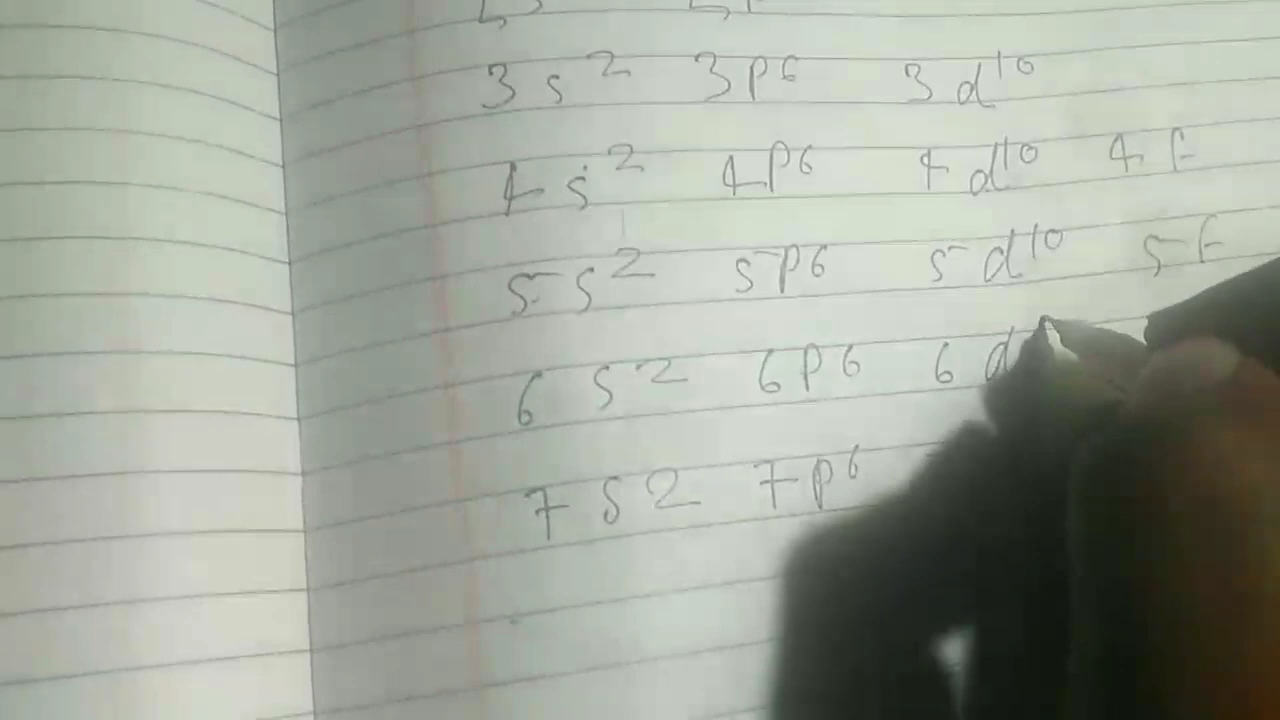 3s² 3p⁶ 3d¹⁰
4s² 4p⁶ 4d¹⁰ 4f
5s² 5p⁶ 5d¹⁰ 5f
6s² 6p⁶ 6d
7s² 7p⁶